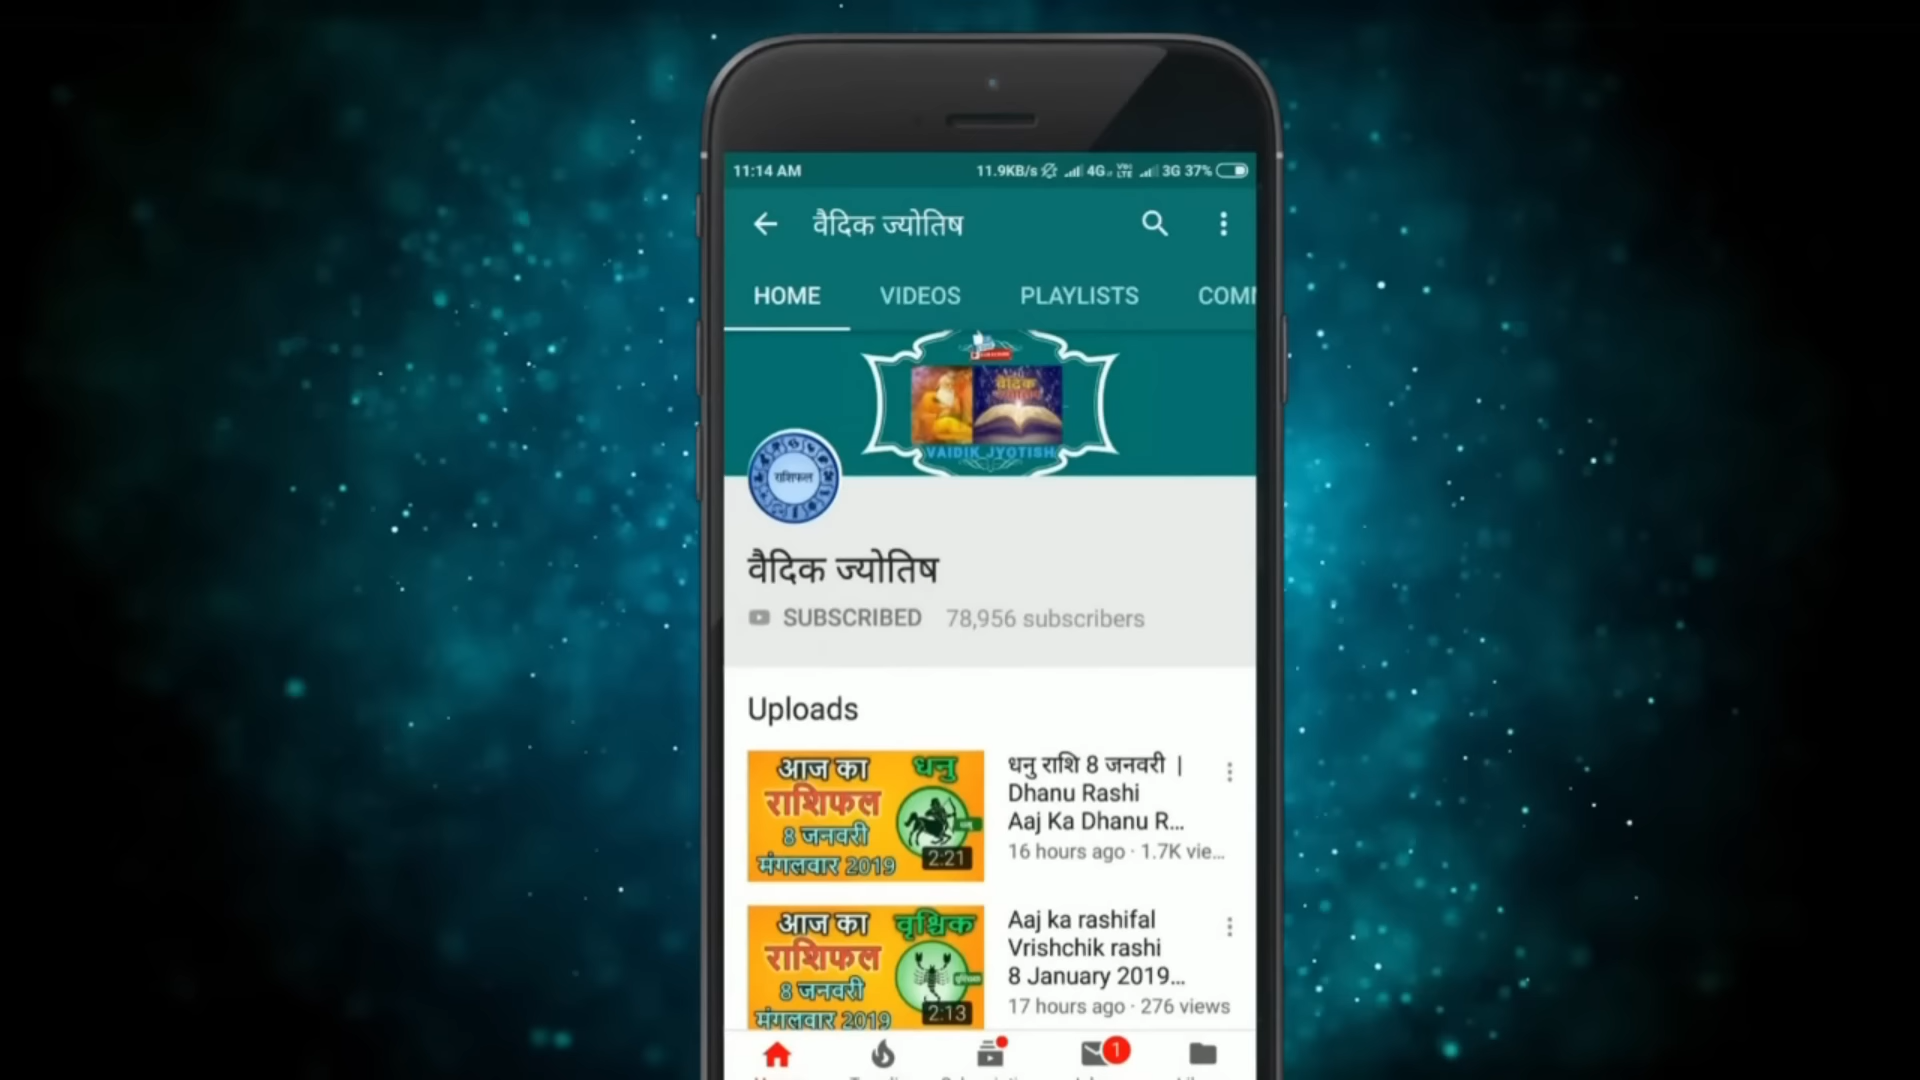 11:14 AM 11.9KB/s 4G VoLTE 3G 37%
वैदिक ज्योतिष
HOME VIDEOS PLAYLISTS COMM
SUBSCRIBE
वैदिक
VAIDIK JYOTISH
राशिफल
वैदिक ज्योतिष
SUBSCRIBED 78,956 subscribers
Uploads
आज का धनु
राशिफल
8 जनवरी
मंगलवार 2019
2:21
धनु राशि 8 जनवरी |
Dhanu Rashi
Aaj Ka Dhanu R...
16 hours ago · 1.7K vie...
आज का वृश्चिक
राशिफल
8 जनवरी
मंगलवार 2019
2:13
Aaj ka rashifal
Vrishchik rashi
8 January 2019...
17 hours ago · 276 views
1